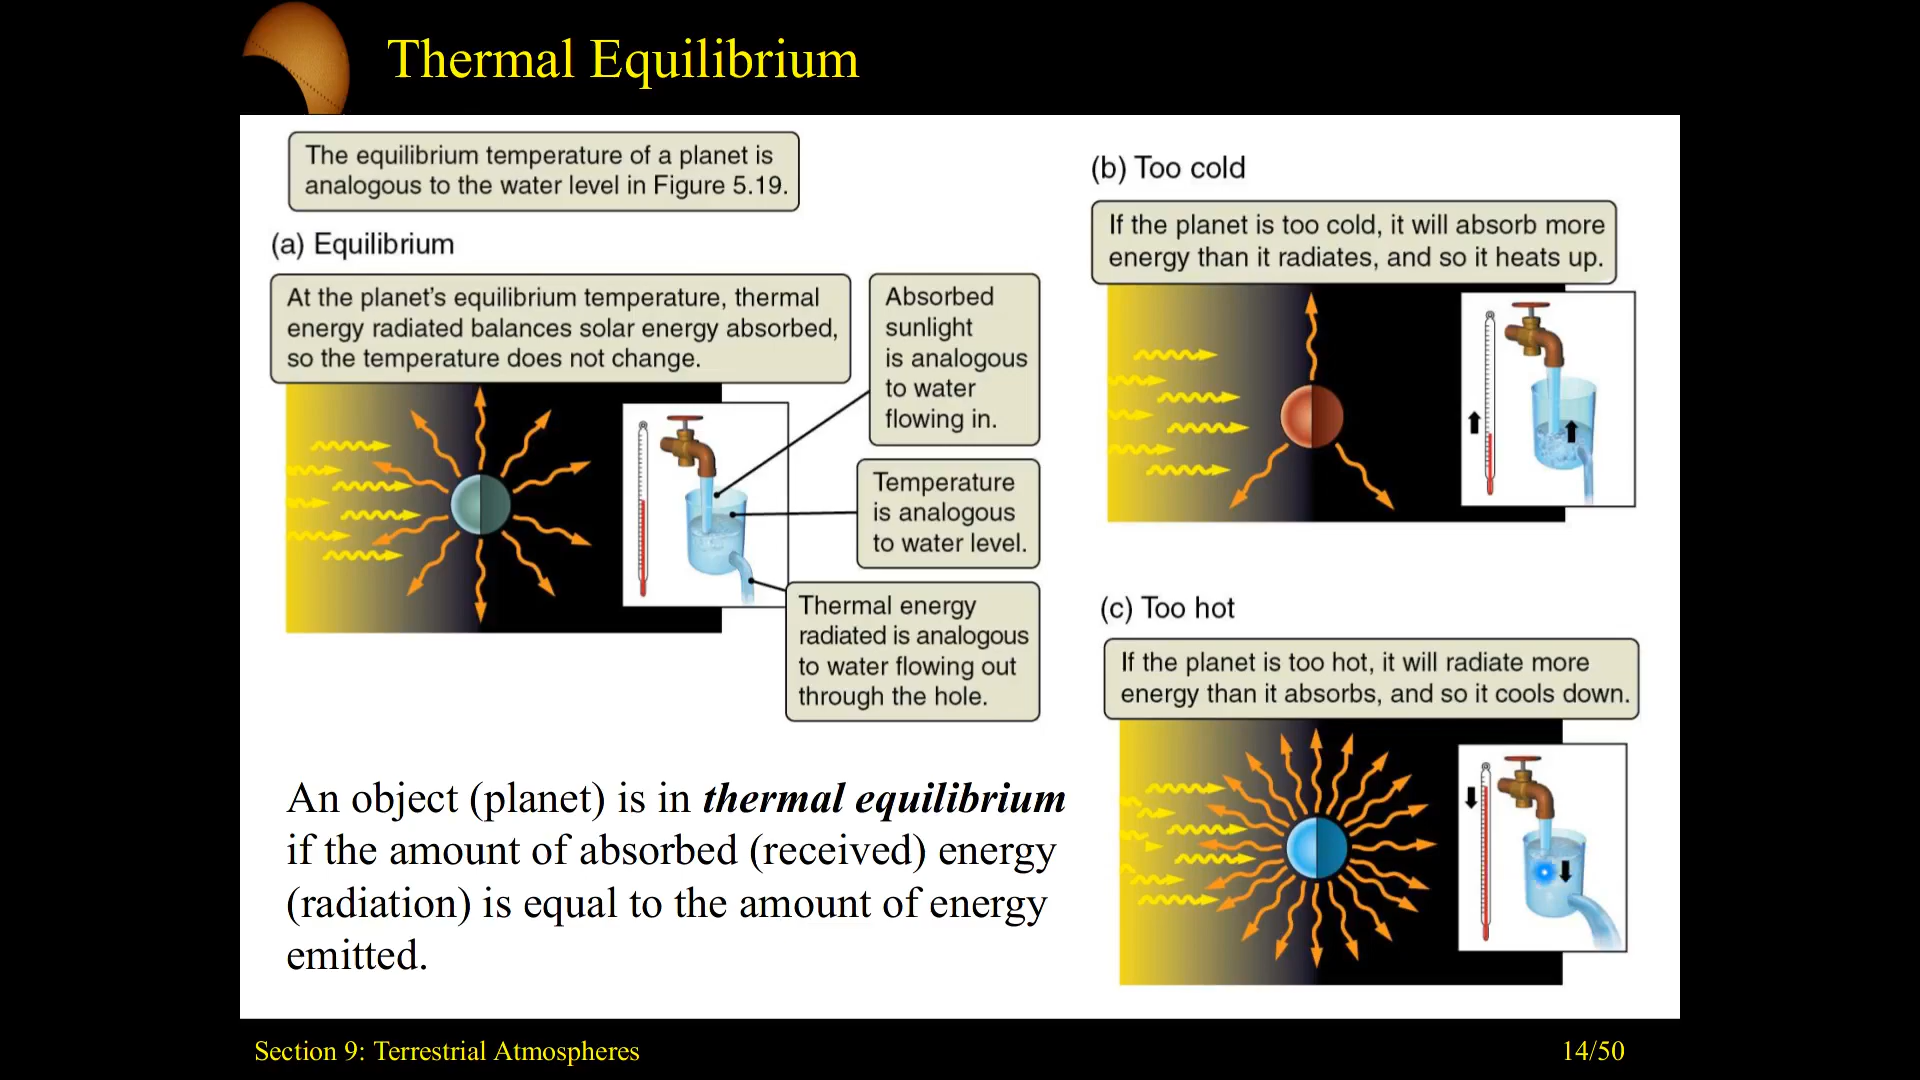 Thermal Equilibrium
The equilibrium temperature of a planet is
analogous to the water level in Figure 5.19.
(a) Equilibrium
At the planet's equilibrium temperature, thermal
energy radiated balances solar energy absorbed,
so the temperature does not change.
Absorbed
sunlight
is analogous
to water
flowing in.
Temperature
is analogous
to water level.
Thermal energy
radiated is analogous
to water flowing out
through the hole.
(b) Too cold
If the planet is too cold, it will absorb more
energy than it radiates, and so it heats up.
(c) Too hot
If the planet is too hot, it will radiate more
energy than it absorbs, and so it cools down.
An object (planet) is in thermal equilibrium
if the amount of absorbed (received) energy
(radiation) is equal to the amount of energy
emitted.
Section 9: Terrestrial Atmospheres
14/50